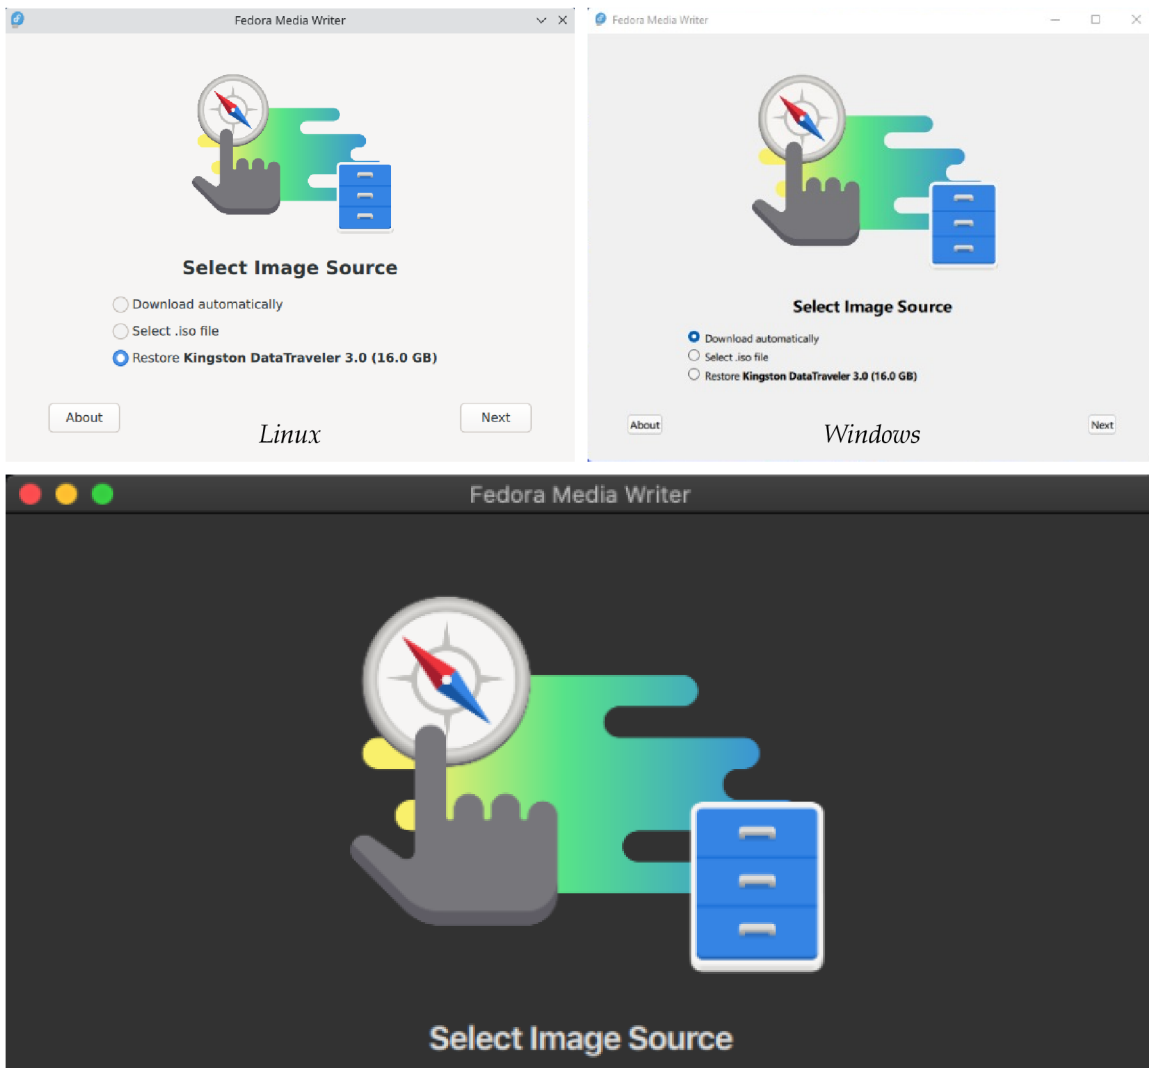 Fedora Media Writer
Select Image Source
Download automatically
Select .iso file
Restore Kingston DataTraveler 3.0 (16.0 GB)
About
Next
Linux
Fedora Media Writer
Select Image Source
Download automatically
Select .iso file
Restore Kingston DataTraveler 3.0 (16.0 GB)
About
Next
Windows
Fedora Media Writer
Select Image Source